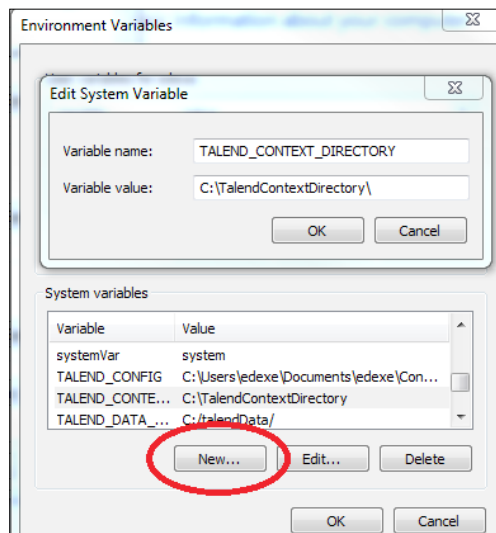 Environment Variables
Edit System Variable
Variable name: TALEND_CONTEXT_DIRECTORY
Variable value: C:\TalendContextDirectory\
OK Cancel
System variables
Variable Value
systemVar system
TALEND_CONFIG C:\Users\edexe\Documents\edexe\Con...
TALEND_CONTE... C:\TalendContextDirectory
TALEND_DATA_... C:/talendData/
New... Edit... Delete
OK Cancel